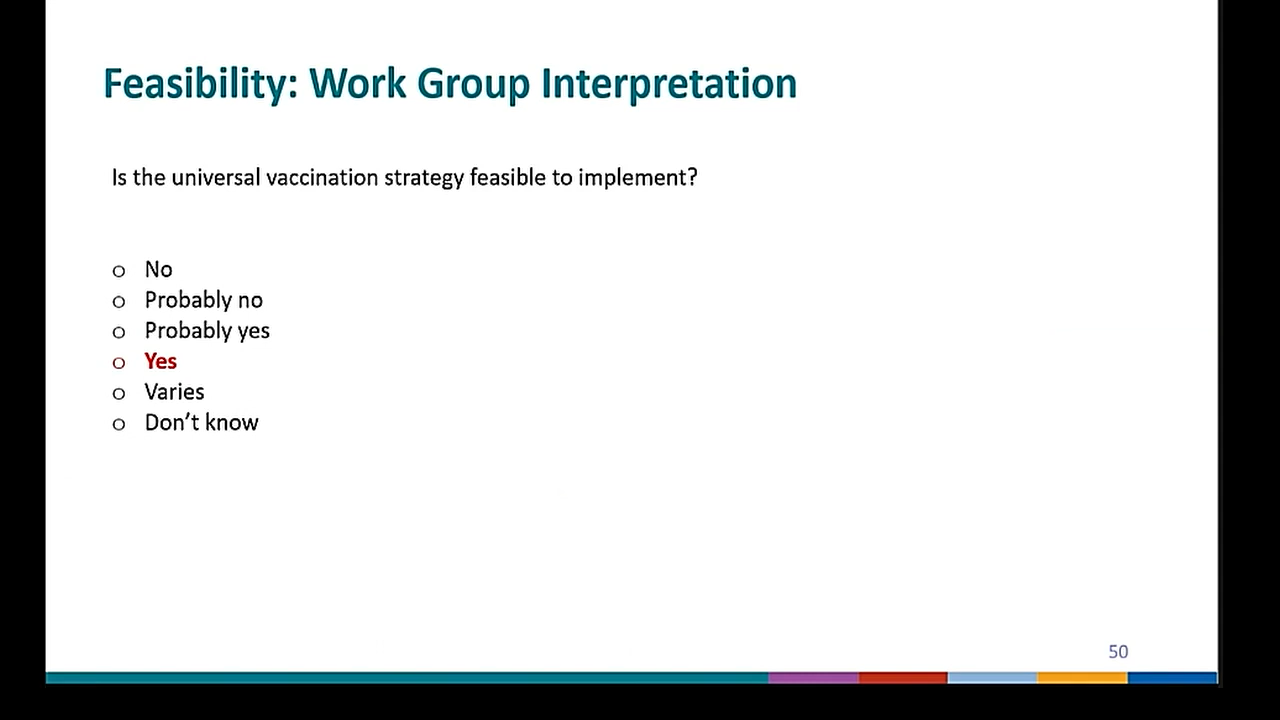 Feasibility: Work Group Interpretation
Is the universal vaccination strategy feasible to implement?
o No
o Probably no
o Probably yes
o Yes
o Varies
o Don’t know
50